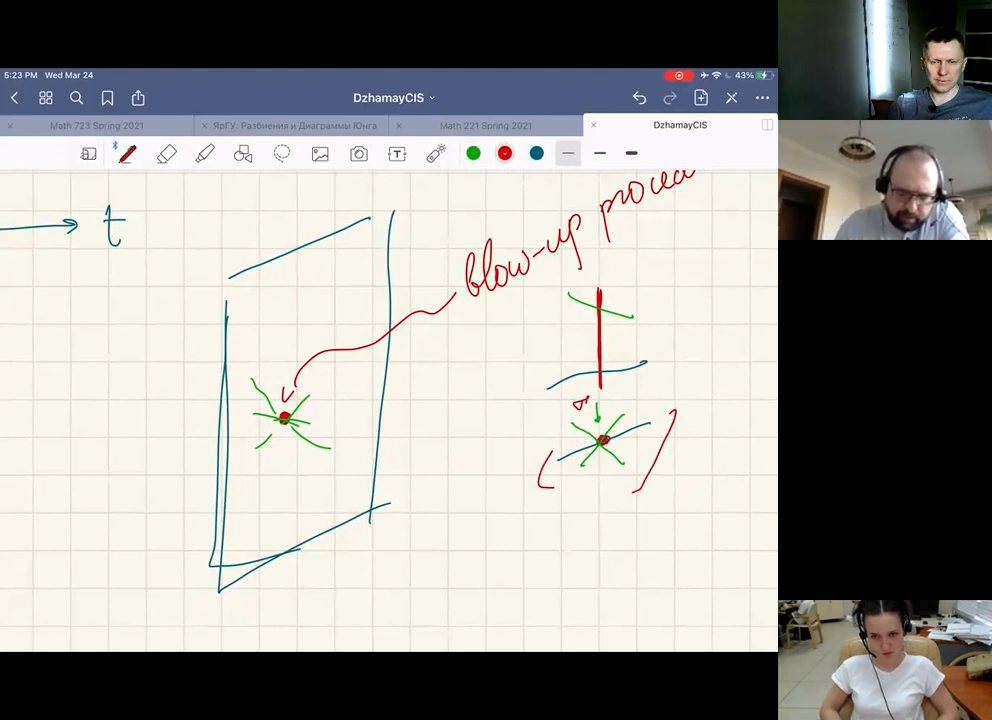 5:23 PM Wed Mar 24
43%
DzhamayCIS
Math 723 Spring 2021
ЯрГУ: Разбиения и Диаграммы Юнга
Math 221 Spring 2021
DzhamayCIS
t
blow-up